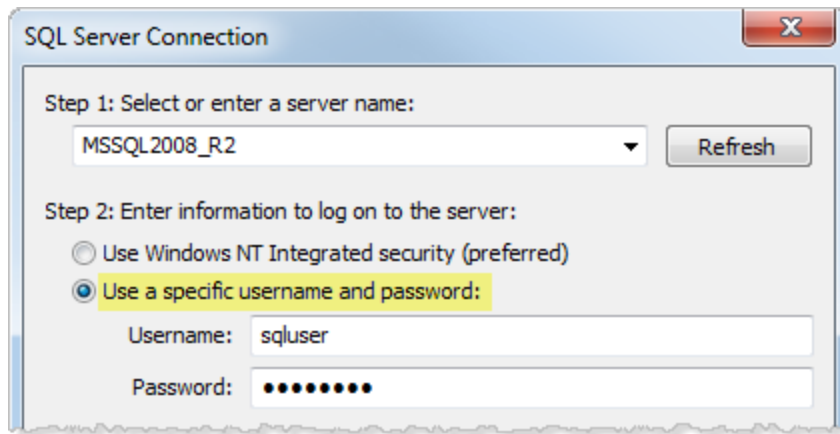 SQL Server Connection
Step 1: Select or enter a server name:
MSSQL2008_R2
Refresh
Step 2: Enter information to log on to the server:
Use Windows NT Integrated security (preferred)
Use a specific username and password:
Username: sqluser
Password: ••••••••